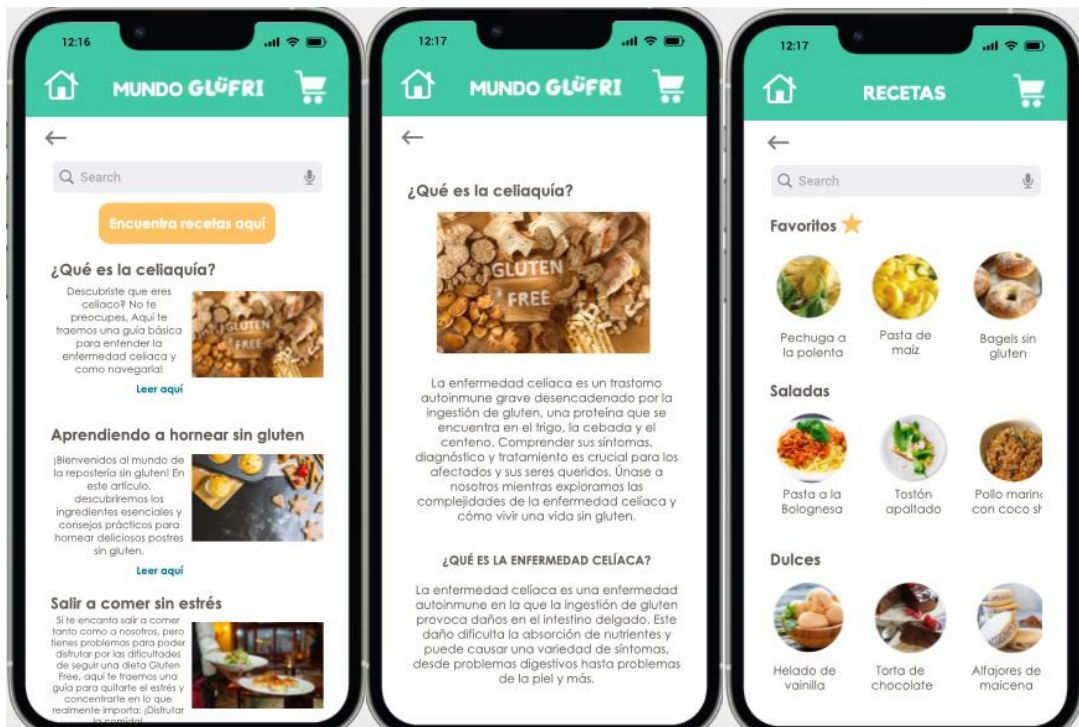 12:16
MUNDO GLÜFRI
Search
Encuentra recetas aquí
¿Qué es la celiaquía?
Descubriste que eres
celiaco? No te
preocupes, Aquí te
traemos una guía básica
para entender la
enfermedad celiaca y
como navegarla!
GLUTEN
FREE
Leer aquí
Aprendiendo a hornear sin gluten
¡Bienvenidos al mundo de
la repostería sin gluten! En
este artículo,
descubriremos los
ingredientes esenciales y
consejos prácticos para
hornear deliciosos postres
sin gluten.
Leer aquí
Salir a comer sin estrés
Si te encanta salir a comer
tanto como a nosotros, pero
tienes problemas para poder
disfrutar por las dificultades
de seguir una dieta Gluten
Free, aquí te traemos una
guía para quitarte el estrés y
concentrarte en lo que
realmente importa: ¡Disfrutar
la comida!
12:17
MUNDO GLÜFRI
¿Qué es la celiaquía?
GLUTEN
FREE
La enfermedad celíaca es un trastorno
autoinmune grave desencadenado por la
ingestión de gluten, una proteína que se
encuentra en el trigo, la cebada y el
centeno. Comprender sus síntomas,
diagnóstico y tratamiento es crucial para los
afectados y sus seres queridos. Únase a
nosotros mientras exploramos las
complejidades de la enfermedad celíaca y
cómo vivir una vida sin gluten.
¿QUÉ ES LA ENFERMEDAD CELÍACA?
La enfermedad celíaca es una enfermedad
autoinmune en la que la ingestión de gluten
provoca daños en el intestino delgado. Este
daño dificulta la absorción de nutrientes y
puede causar una variedad de síntomas,
desde problemas digestivos hasta problemas
de la piel y más.
12:17
RECETAS
Search
Favoritos
Pechuga a
la polenta
Pasta de
maíz
Bagels sin
gluten
Saladas
Pasta a la
Bolognesa
Tostón
apaltado
Pollo marin
con coco sh
Dulces
Helado de
vainilla
Torta de
chocolate
Alfajores de
maicena